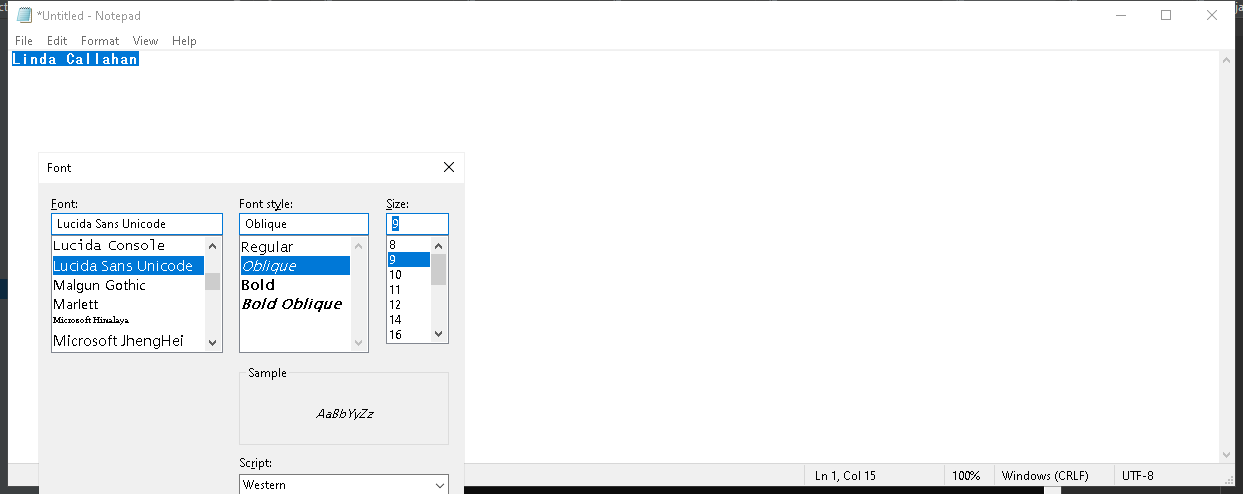 *Untitled - Notepad
File Edit Format View Help
Linda Callahan
Font
Font: Font style: Size:
Lucida Sans Unicode Oblique 9
Lucida Console Regular 8
Lucida Sans Unicode Oblique 9
Malgun Gothic Bold 10
Marlett Bold Oblique 11
Microsoft Himalaya 12
Microsoft JhengHei 14
16
Sample
AaBbYyZz
Script:
Western
Ln 1, Col 15 100% Windows (CRLF) UTF-8